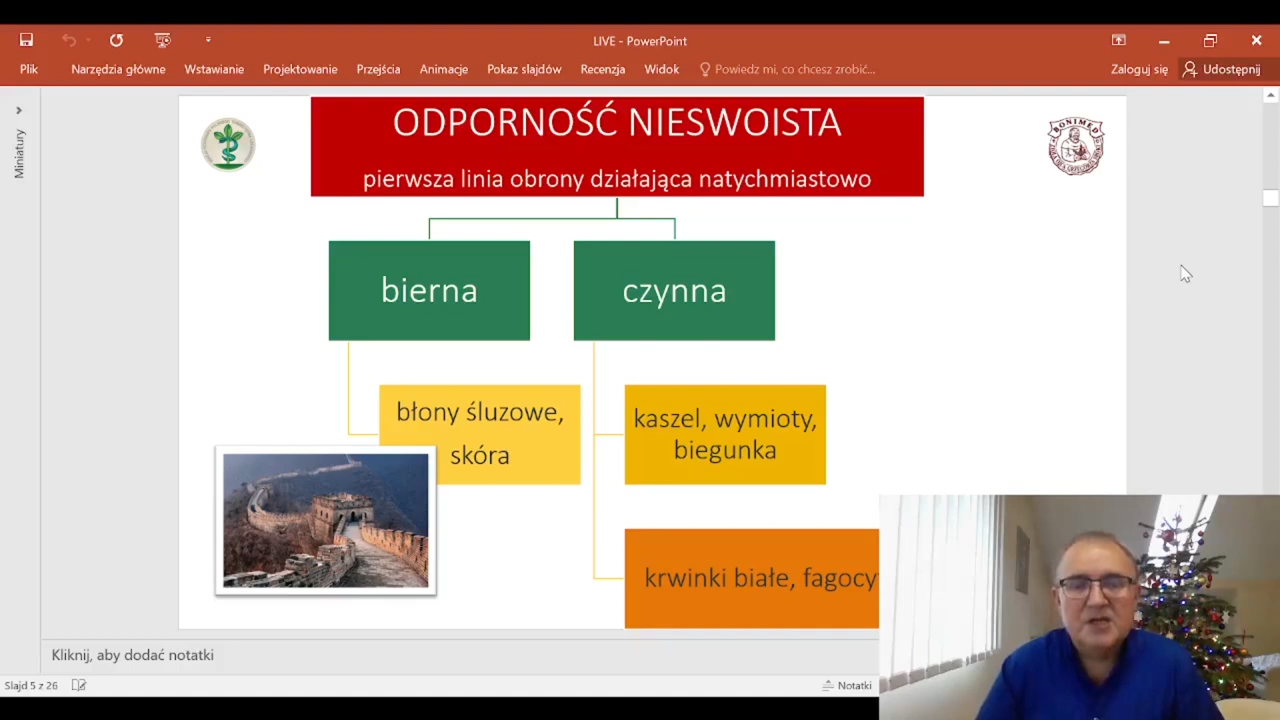 LIVE - PowerPoint
Plik Narzędzia główne Wstawianie Projektowanie Przejścia Animacje Pokaz slajdów Recenzja Widok Powiedz mi, co chcesz zrobić... Zaloguj się Udostępnij
Miniatury
ODPORNOŚĆ NIESWOISTA
pierwsza linia obrony działająca natychmiastowo
BONIMED
bierna
czynna
błony śluzowe,
skóra
kaszel, wymioty,
biegunka
krwinki białe, fagocy
Kliknij, aby dodać notatki
Slajd 5 z 26
Notatki